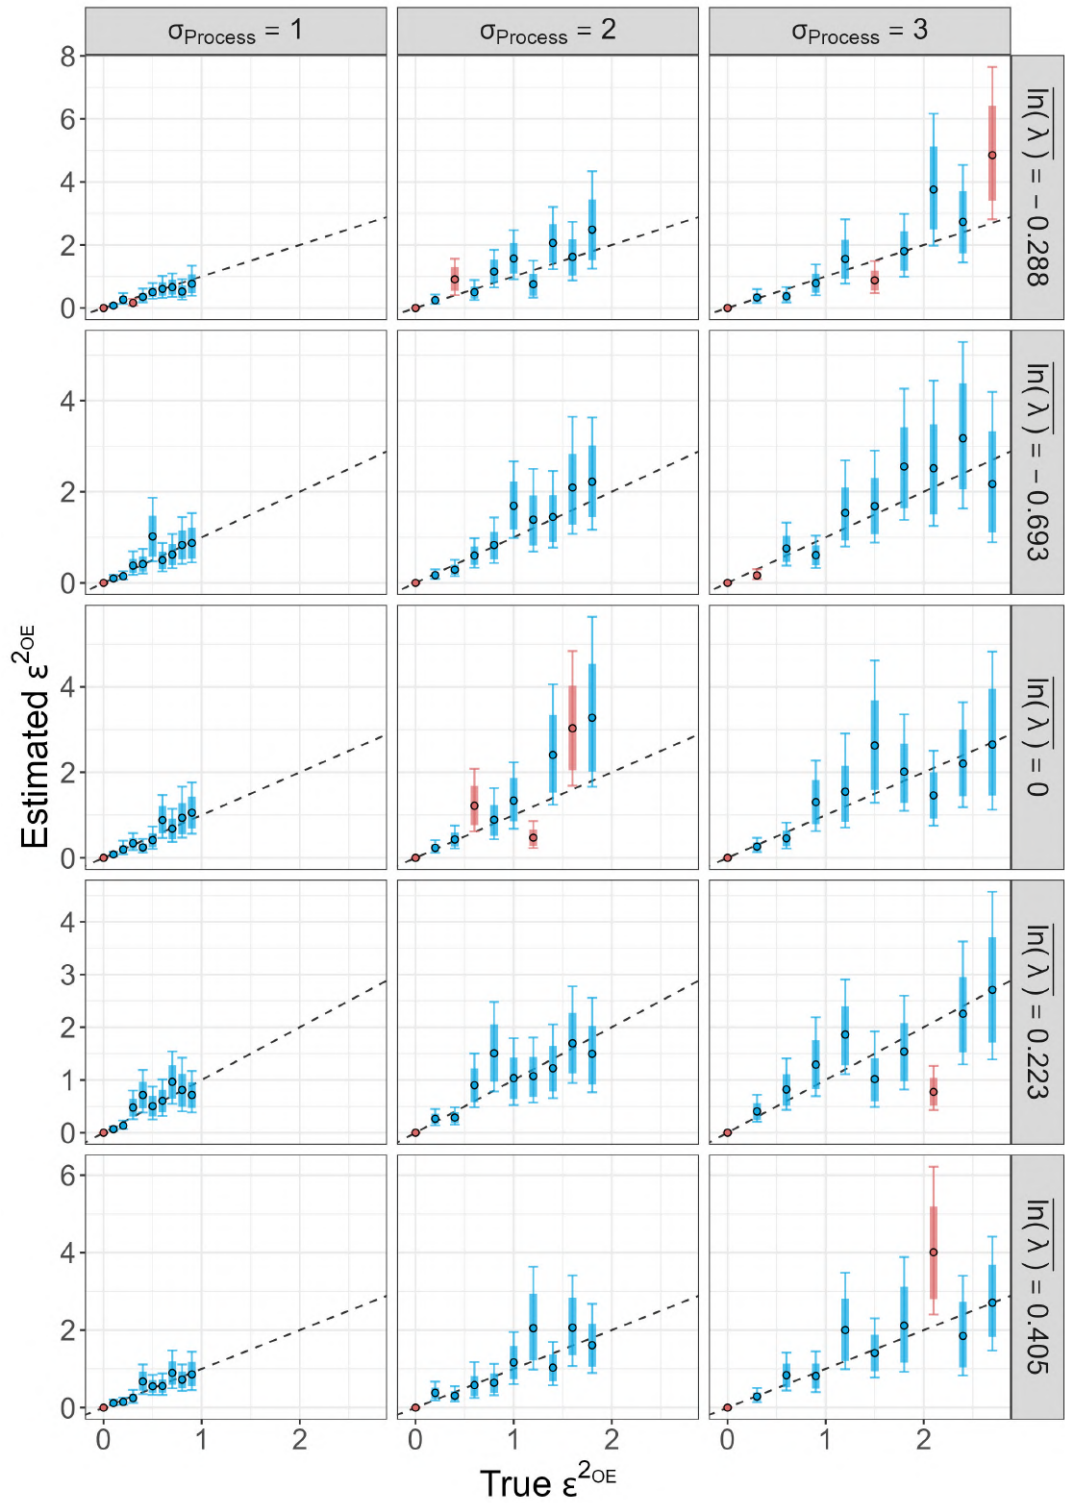 σProcess = 1 σProcess = 2 σProcess = 3
8
6
4
2
0
ln( λ ) = − 0.288
4
2
0
ln( λ ) = − 0.693
4
2
0
ln( λ ) = 0
4
3
2
1
0
ln( λ ) = 0.223
6
4
2
0
ln( λ ) = 0.405
0 1 2 0 1 2 0 1 2
Estimated ε²ᴼᴱ
True ε²ᴼᴱ